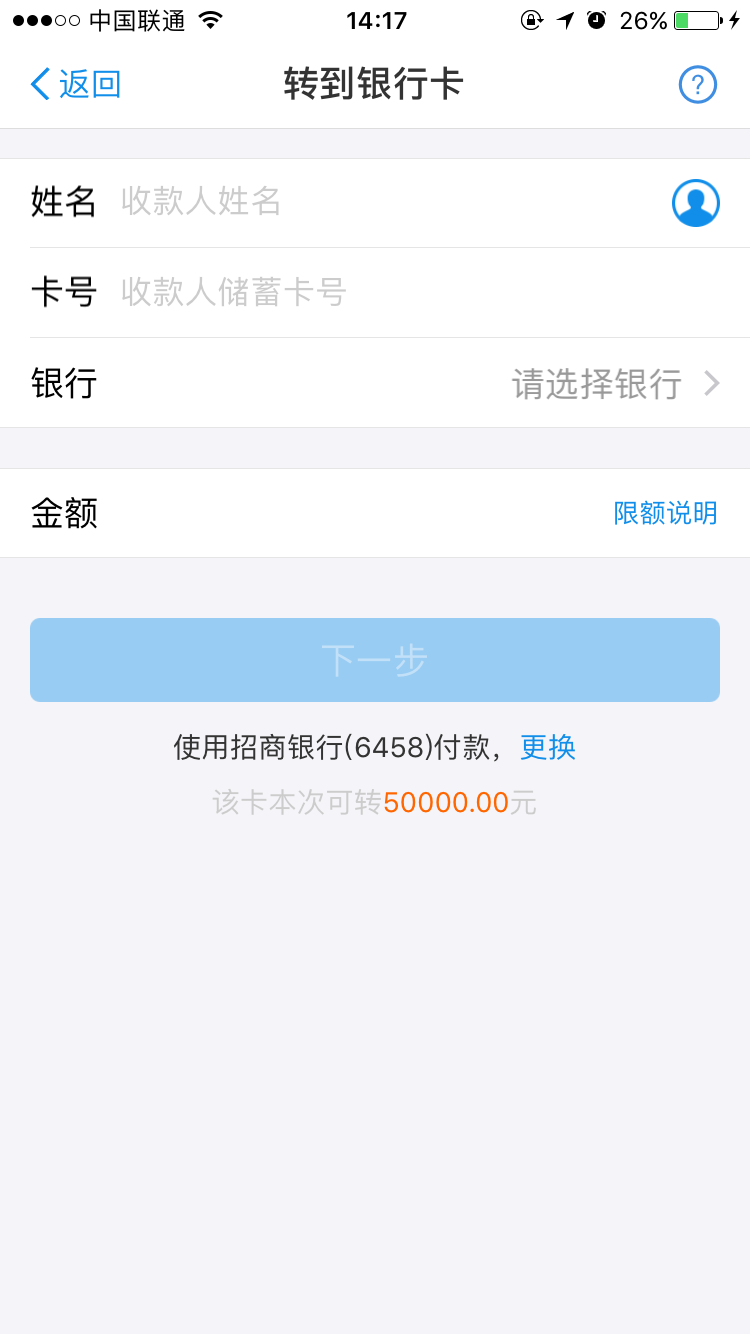 中国联通 14:17 26%
返回 转到银行卡 ?
姓名 收款人姓名
卡号 收款人储蓄卡号
银行 请选择银行
金额 限额说明
下一步
使用招商银行(6458)付款，更换
该卡本次可转50000.00元